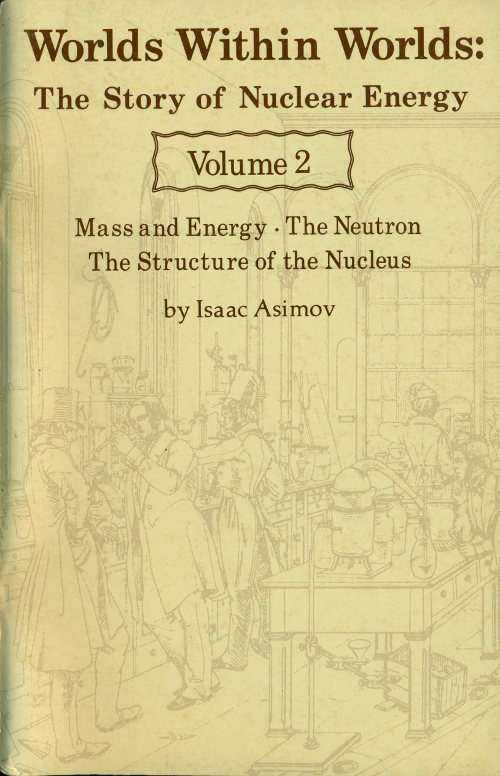 Worlds Within Worlds:
The Story of Nuclear Energy
Volume 2
Mass and Energy · The Neutron
The Structure of the Nucleus
by Isaac Asimov